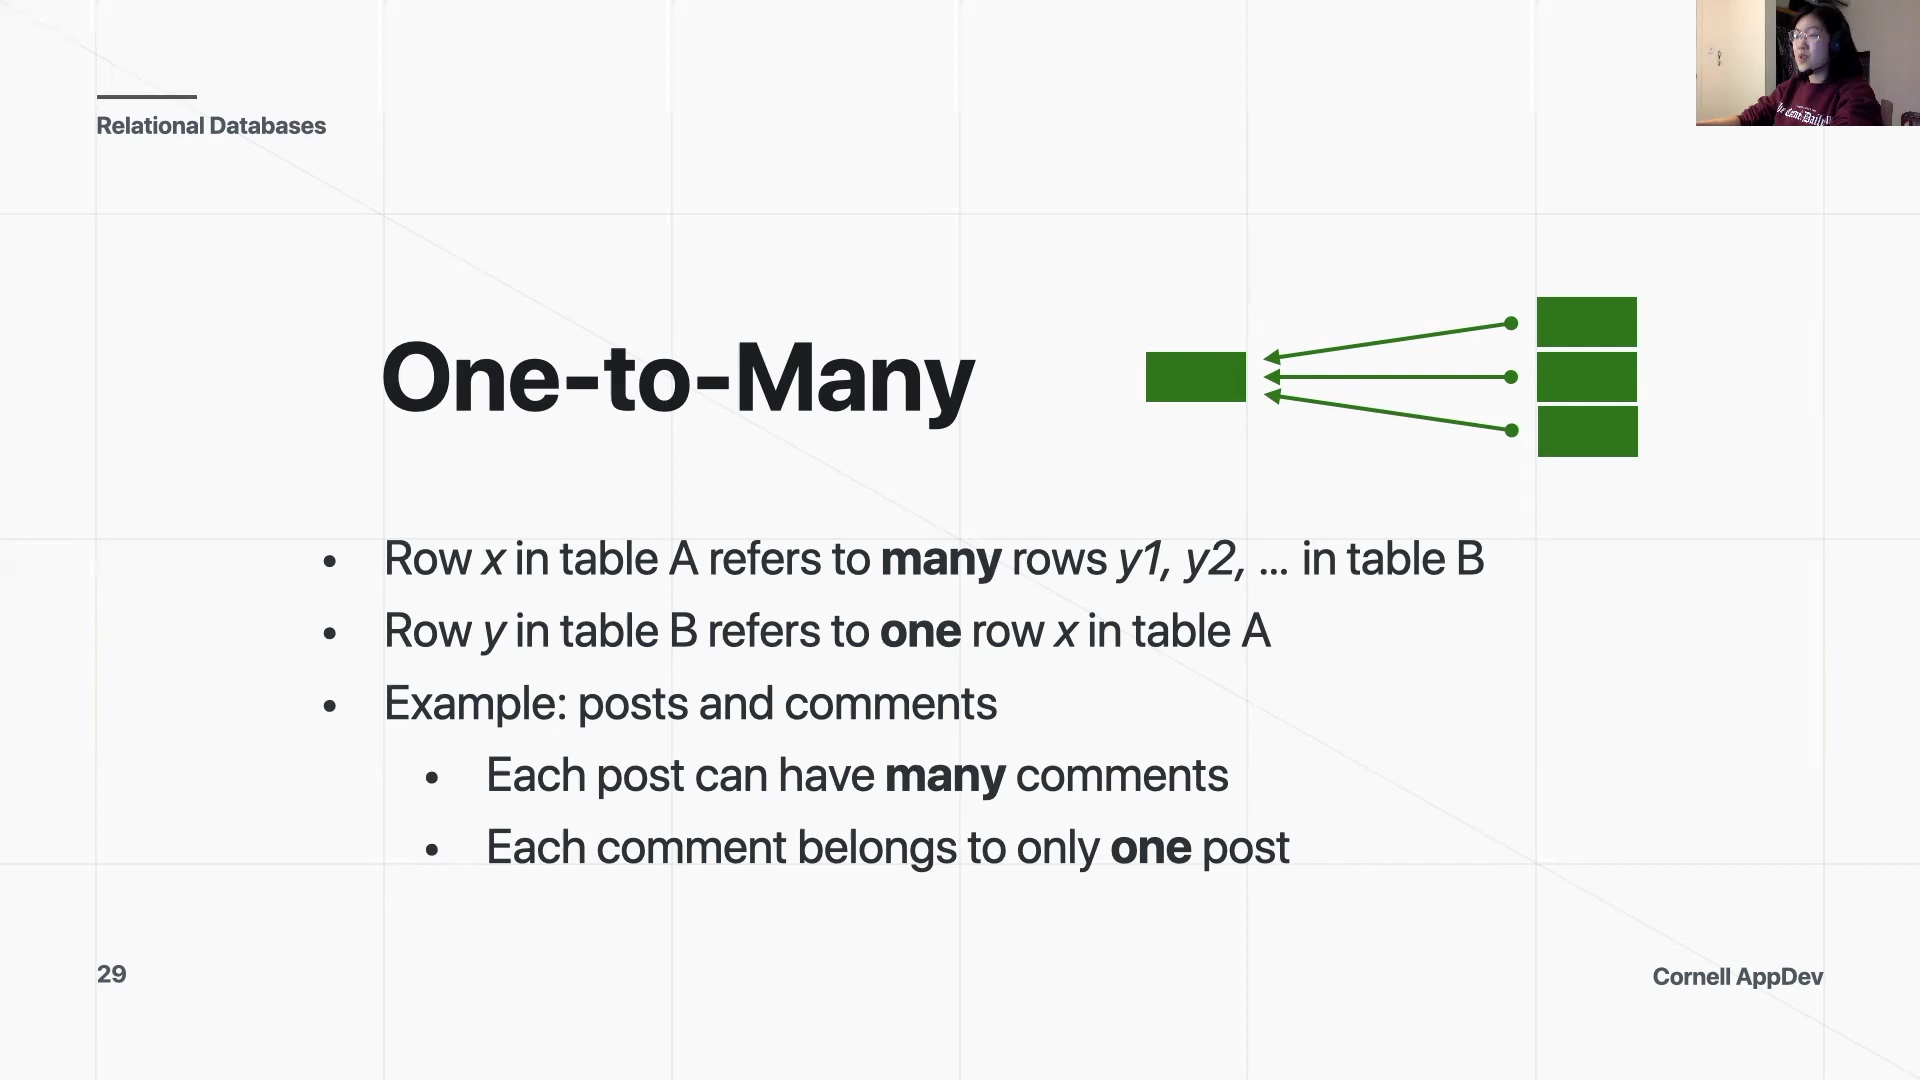 Relational Databases
One-to-Many
• Row x in table A refers to many rows y1, y2, ... in table B
• Row y in table B refers to one row x in table A
• Example: posts and comments
• Each post can have many comments
• Each comment belongs to only one post
29
Cornell AppDev